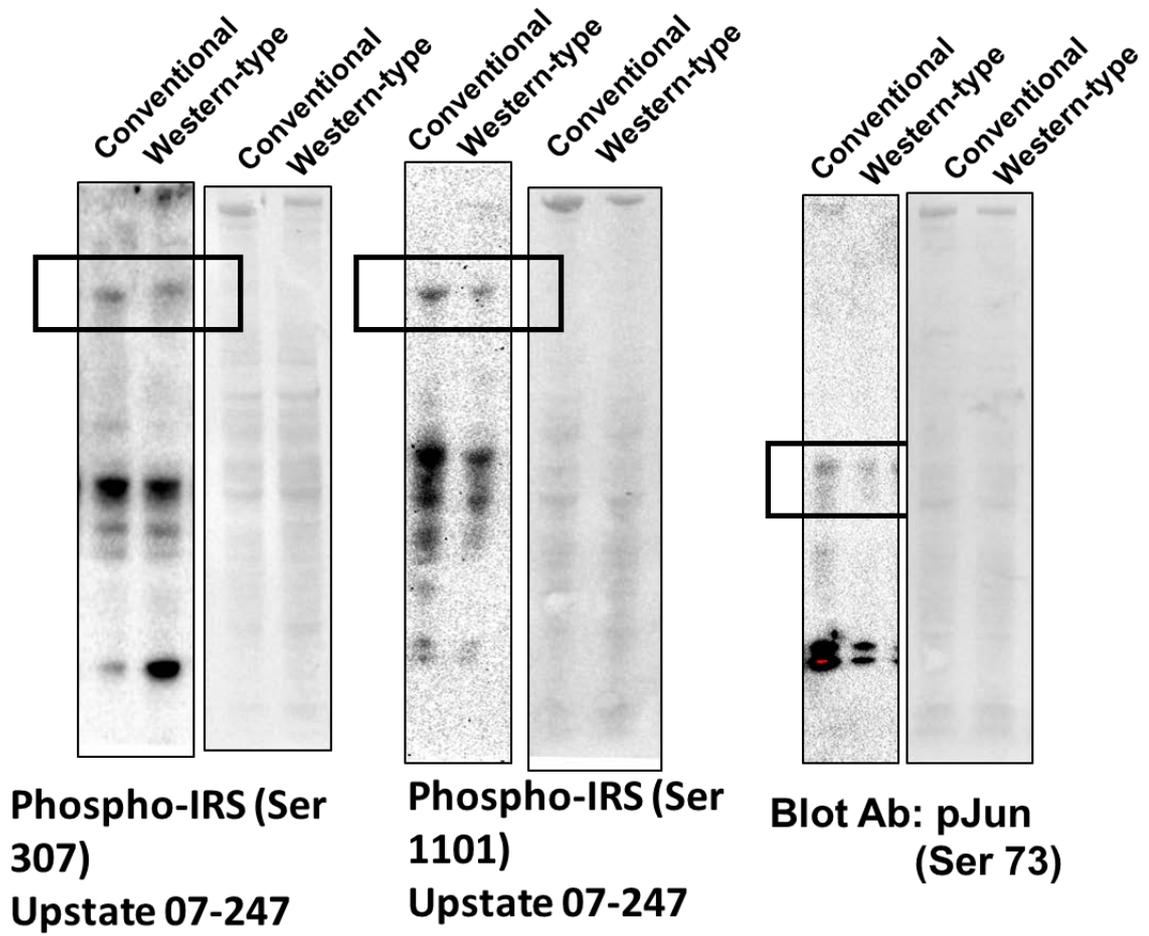 Conventional
Western-type
Conventional
Western-type
Conventional
Western-type
Conventional
Western-type
Conventional
Western-type
Conventional
Western-type
Phospho-IRS (Ser
307)
Upstate 07-247
Phospho-IRS (Ser
1101)
Upstate 07-247
Blot Ab: pJun
(Ser 73)